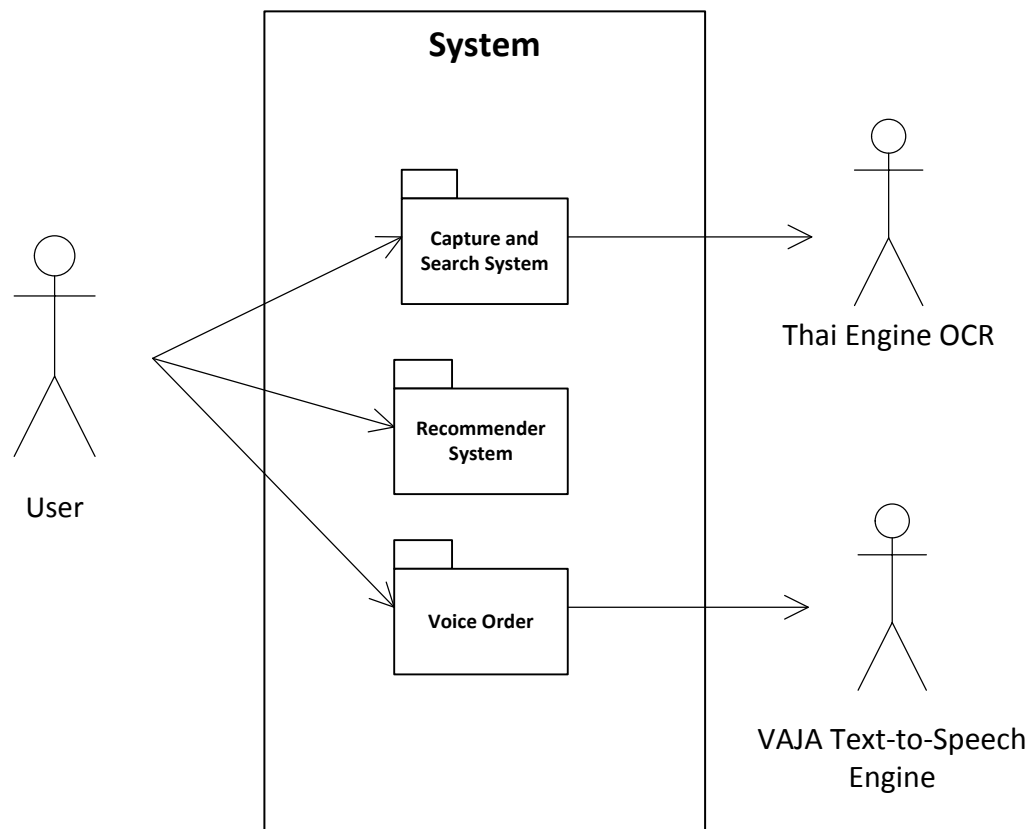 System
Capture and
Search System
Thai Engine OCR
Recommender
System
User
Voice Order
VAJA Text-to-Speech
Engine